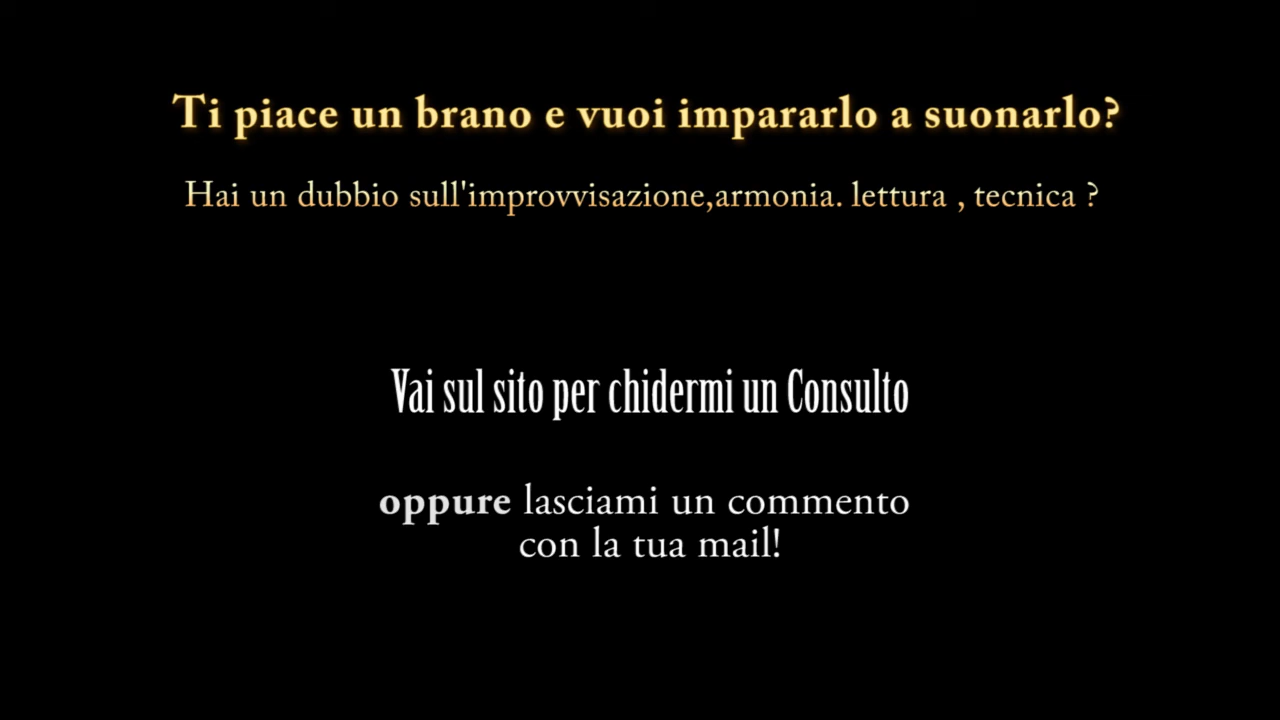 Ti piace un brano e vuoi impararlo a suonarlo?
Hai un dubbio sull'improvvisazione,armonia. lettura , tecnica ?
Vai sul sito per chidermi un Consulto
oppure lasciami un commento
con la tua mail!